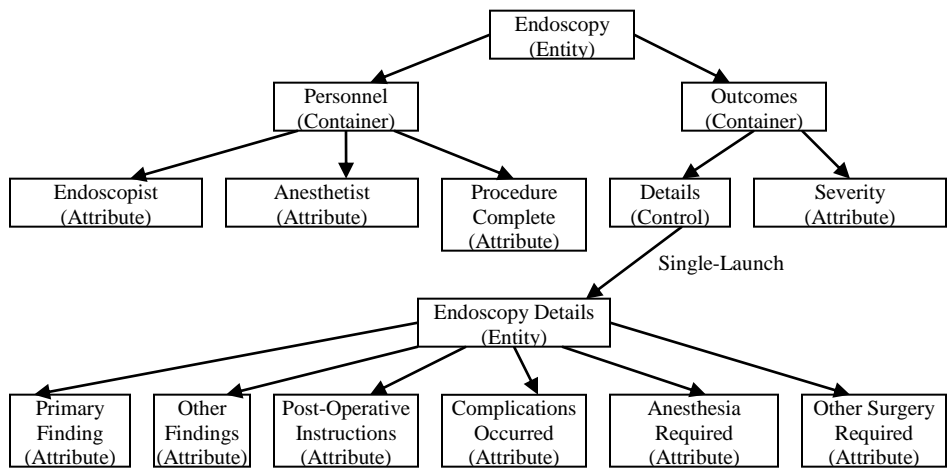 Endoscopy
(Entity)
Personnel
(Container)
Outcomes
(Container)
Endoscopist
(Attribute)
Anesthetist
(Attribute)
Procedure
Complete
(Attribute)
Details
(Control)
Severity
(Attribute)
Single-Launch
Endoscopy Details
(Entity)
Primary
Finding
(Attribute)
Other
Findings
(Attribute)
Post-Operative
Instructions
(Attribute)
Complications
Occurred
(Attribute)
Anesthesia
Required
(Attribute)
Other Surgery
Required
(Attribute)